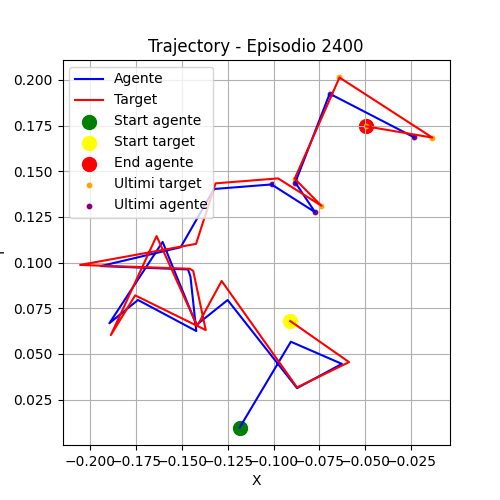 Trajectory - Episodio 2400
Agente
Target
Start agente
Start target
End agente
Ultimi target
Ultimi agente
0.200
0.175
0.150
0.125
0.100
0.075
0.050
0.025
−0.200 −0.175 −0.150 −0.125 −0.100 −0.075 −0.050 −0.025
X